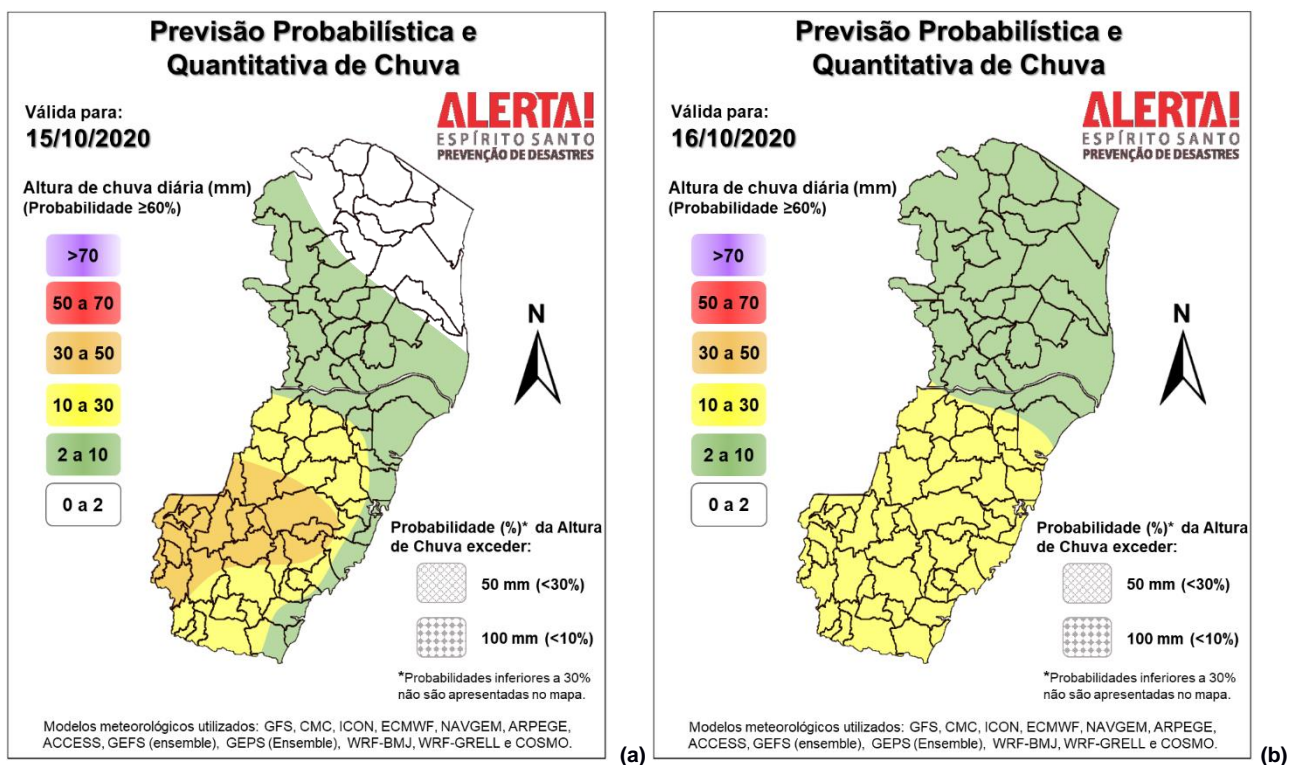 Previsão Probabilística e
Quantitativa de Chuva
Válida para:
15/10/2020
ALERTA!
ESPÍRITO SANTO
PREVENÇÃO DE DESASTRES
Altura de chuva diária (mm)
(Probabilidade ≥60%)
>70
50 a 70
30 a 50
10 a 30
2 a 10
0 a 2
N
Probabilidade (%)* da Altura
de Chuva exceder:
50 mm (<30%)
100 mm (<10%)
*Probabilidades inferiores a 30%
não são apresentadas no mapa.
Modelos meteorológicos utilizados: GFS, CMC, ICON, ECMWF, NAVGEM, ARPEGE,
ACCESS, GEFS (ensemble), GEPS (Ensemble), WRF-BMJ, WRF-GRELL e COSMO.
(a)
Previsão Probabilística e
Quantitativa de Chuva
Válida para:
16/10/2020
ALERTA!
ESPÍRITO SANTO
PREVENÇÃO DE DESASTRES
Altura de chuva diária (mm)
(Probabilidade ≥60%)
>70
50 a 70
30 a 50
10 a 30
2 a 10
0 a 2
N
Probabilidade (%)* da Altura
de Chuva exceder:
50 mm (<30%)
100 mm (<10%)
*Probabilidades inferiores a 30%
não são apresentadas no mapa.
Modelos meteorológicos utilizados: GFS, CMC, ICON, ECMWF, NAVGEM, ARPEGE,
ACCESS, GEFS (ensemble), GEPS (Ensemble), WRF-BMJ, WRF-GRELL e COSMO.
(b)